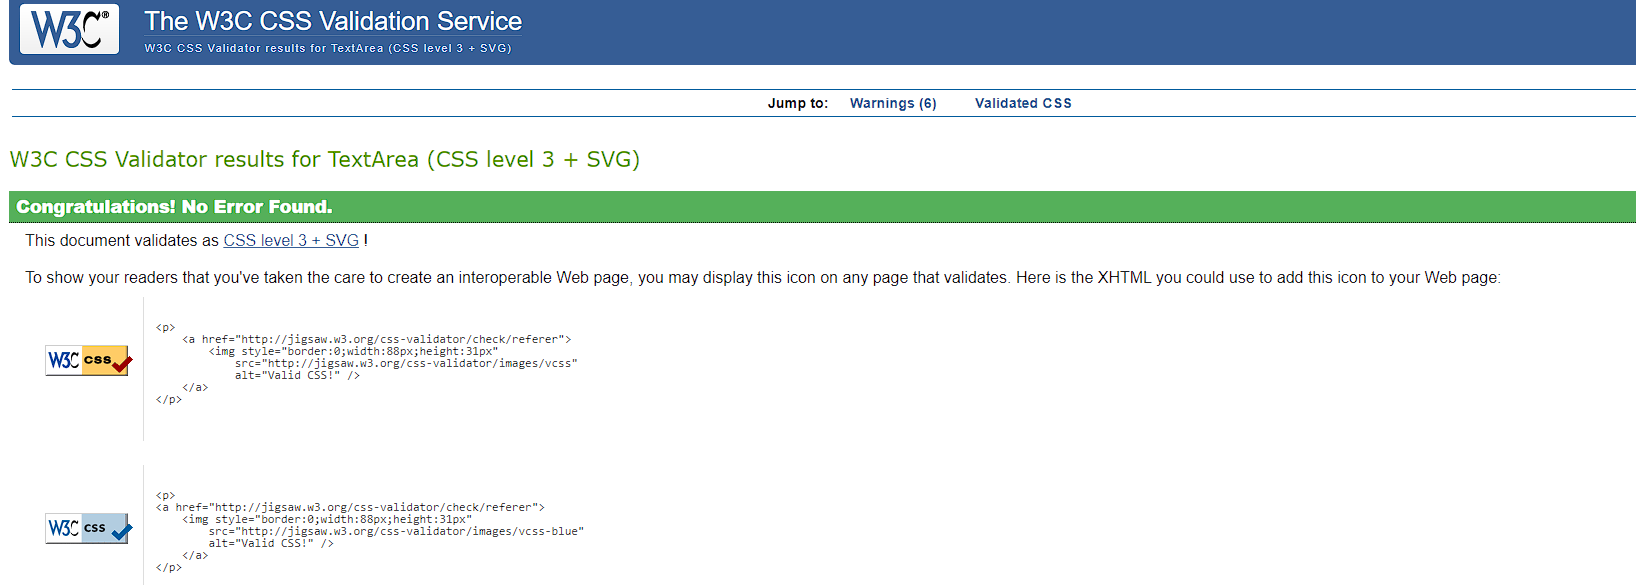 W3C®
The W3C CSS Validation Service
W3C CSS Validator results for TextArea (CSS level 3 + SVG)
Jump to: Warnings (6) Validated CSS
W3C CSS Validator results for TextArea (CSS level 3 + SVG)
Congratulations! No Error Found.
This document validates as CSS level 3 + SVG !
To show your readers that you've taken the care to create an interoperable Web page, you may display this icon on any page that validates. Here is the XHTML you could use to add this icon to your Web page:
W3C css
<p>
<a href="http://jigsaw.w3.org/css-validator/check/referer">
<img style="border:0;width:88px;height:31px"
src="http://jigsaw.w3.org/css-validator/images/vcss"
alt="Valid CSS!" />
</a>
</p>
W3C css
<p>
<a href="http://jigsaw.w3.org/css-validator/check/referer">
<img style="border:0;width:88px;height:31px"
src="http://jigsaw.w3.org/css-validator/images/vcss-blue"
alt="Valid CSS!" />
</a>
</p>